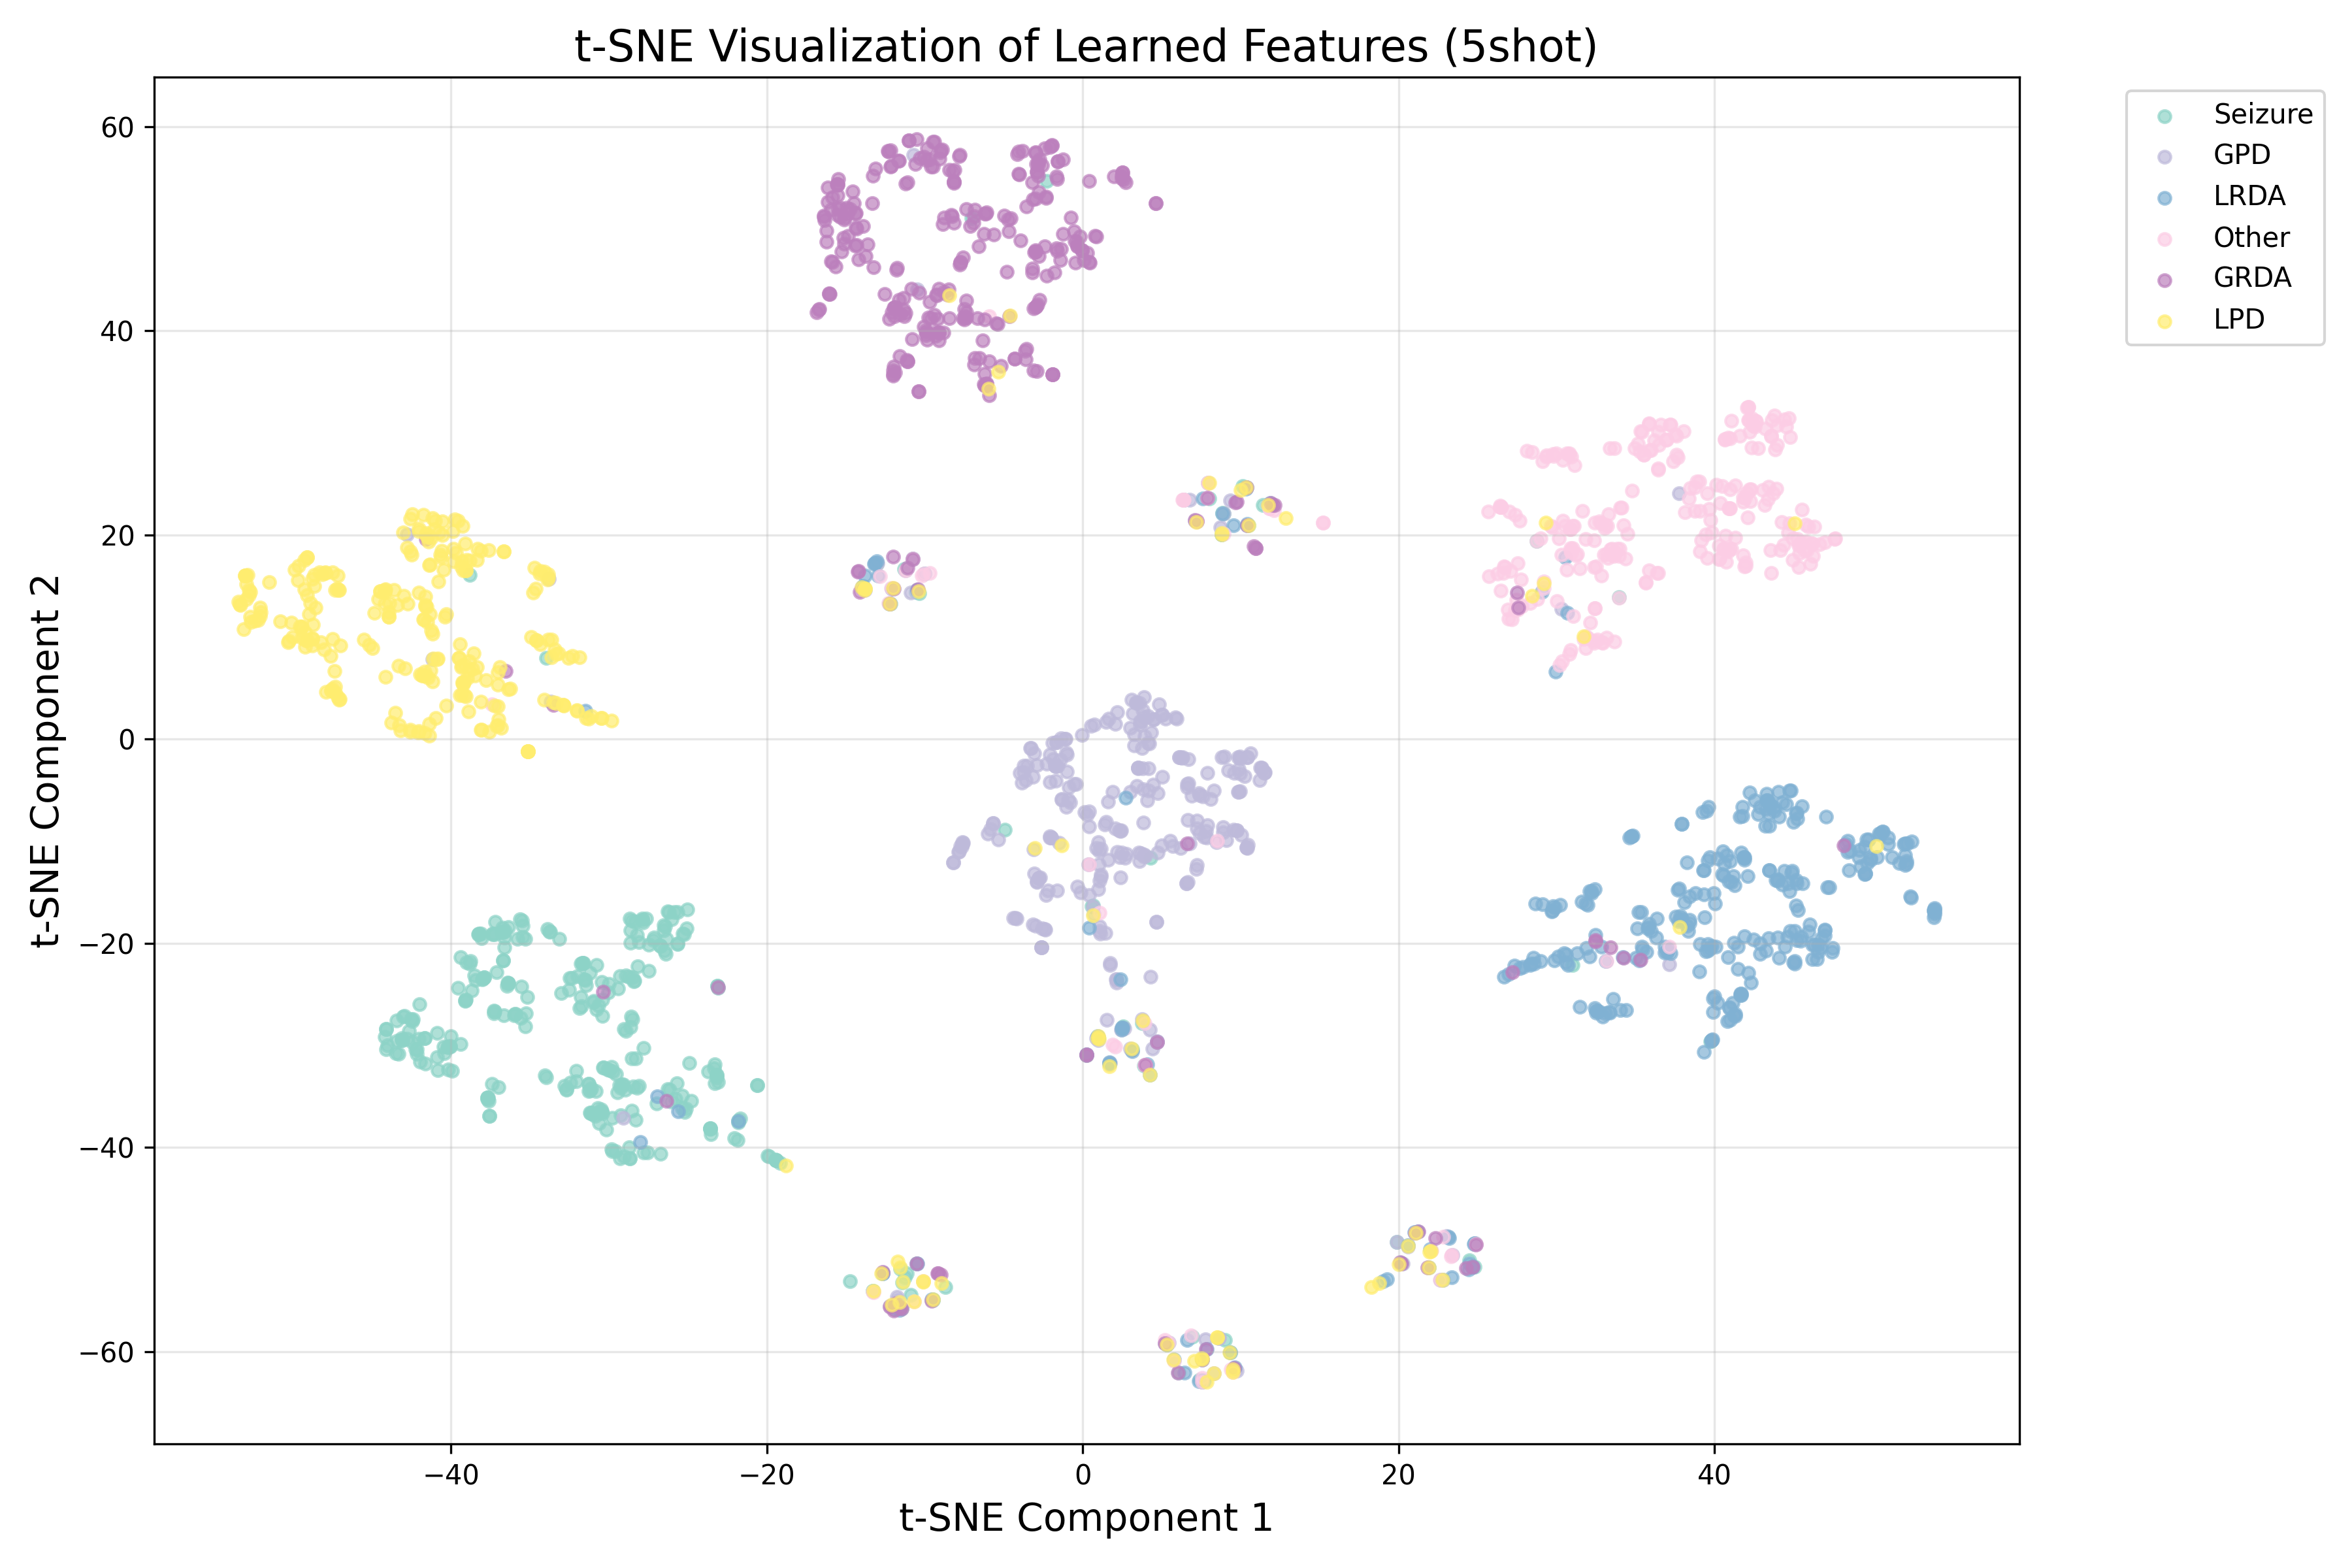 t-SNE Visualization of Learned Features (5shot)
Seizure
GPD
LRDA
Other
GRDA
LPD
t-SNE Component 2
60
40
20
0
−20
−40
−60
−40
−20
0
20
40
t-SNE Component 1